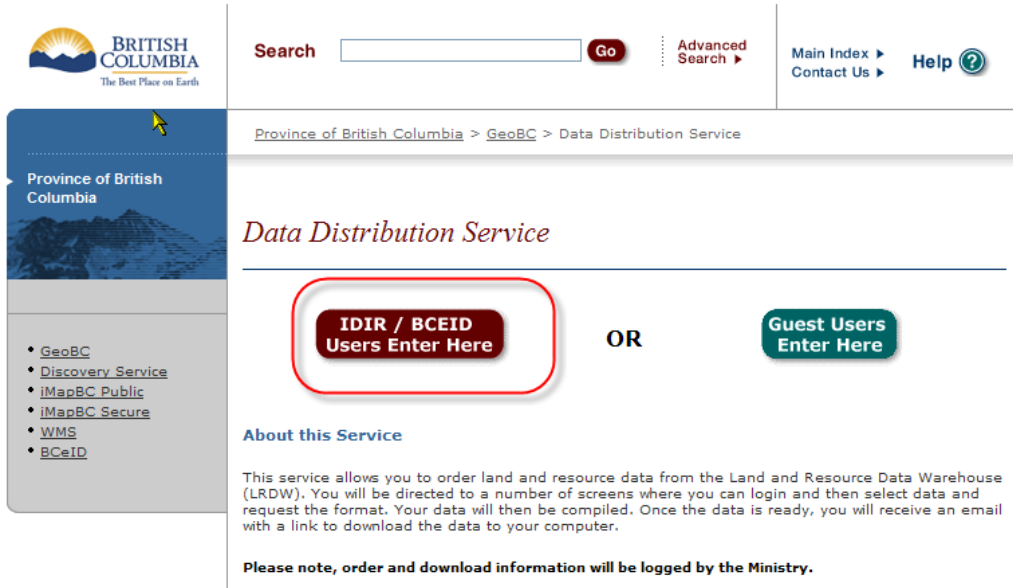 BRITISH
COLUMBIA
The Best Place on Earth
Search
Go
Advanced
Search
Main Index
Contact Us
Help ?
Province of British Columbia > GeoBC > Data Distribution Service
Province of British
Columbia
GeoBC
Discovery Service
iMapBC Public
iMapBC Secure
WMS
BCeID
Data Distribution Service
IDIR / BCEID
Users Enter Here
OR
Guest Users
Enter Here
About this Service
This service allows you to order land and resource data from the Land and Resource Data Warehouse
(LRDW). You will be directed to a number of screens where you can login and then select data and
request the format. Your data will then be compiled. Once the data is ready, you will receive an email
with a link to download the data to your computer.
Please note, order and download information will be logged by the Ministry.